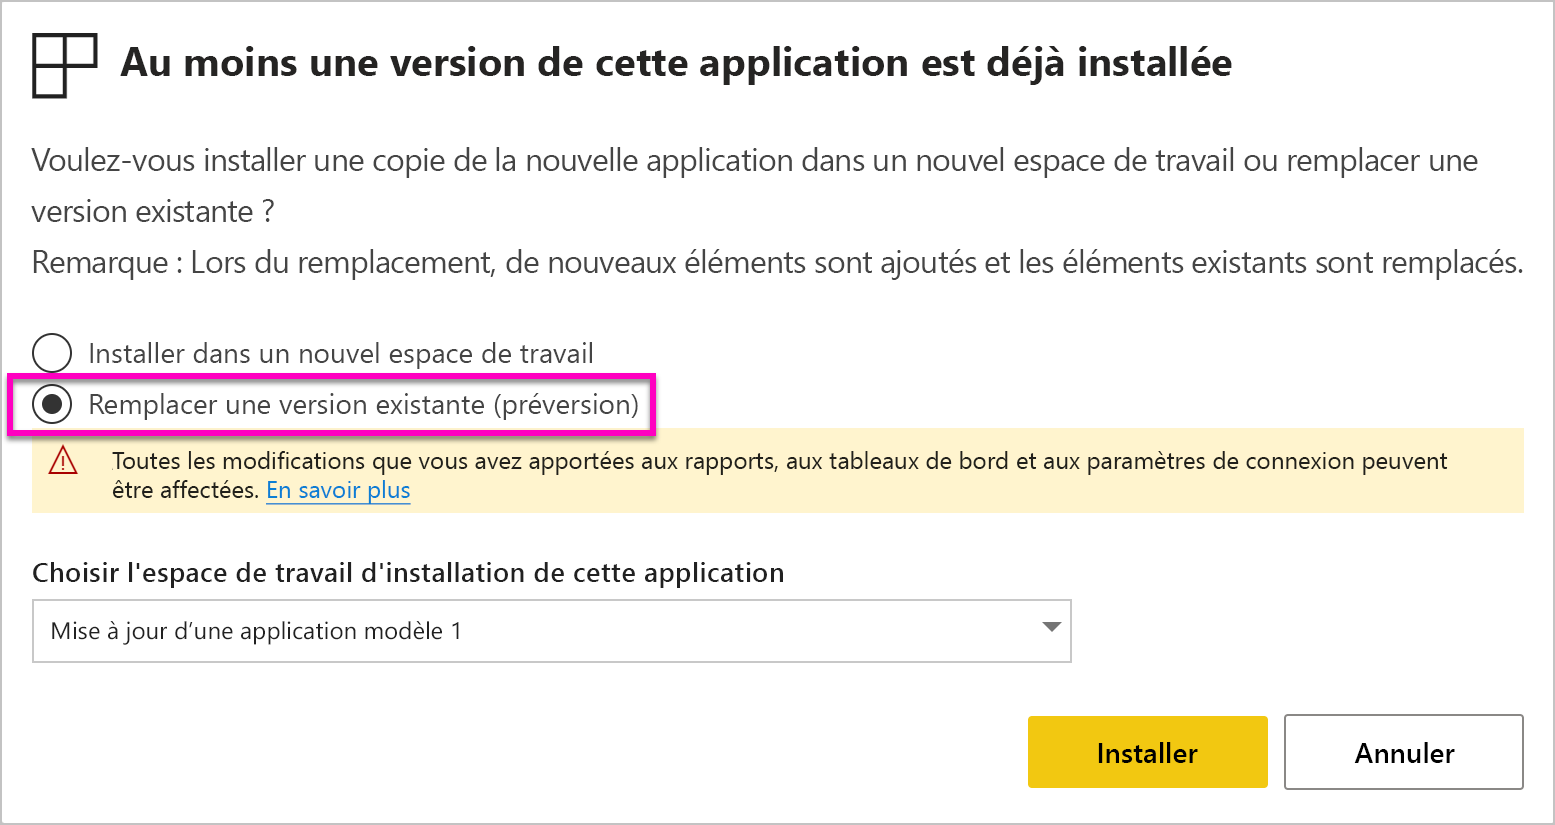 Au moins une version de cette application est déjà installée
Voulez-vous installer une copie de la nouvelle application dans un nouvel espace de travail ou remplacer une
version existante ?
Remarque : Lors du remplacement, de nouveaux éléments sont ajoutés et les éléments existants sont remplacés.
Installer dans un nouvel espace de travail
Remplacer une version existante (préversion)
Toutes les modifications que vous avez apportées aux rapports, aux tableaux de bord et aux paramètres de connexion peuvent
être affectées. En savoir plus
Choisir l'espace de travail d'installation de cette application
Mise à jour d’une application modèle 1
Installer
Annuler